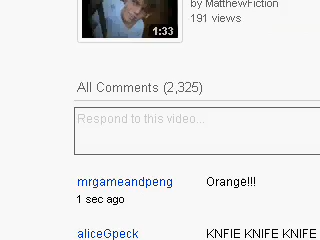 by MatthewFiction
1:33
191 views
All Comments (2,325)
Respond to this video...
mrgameandpeng Orange!!!
1 sec ago
aliceGpeck KNFIE KNIFE KNIFE